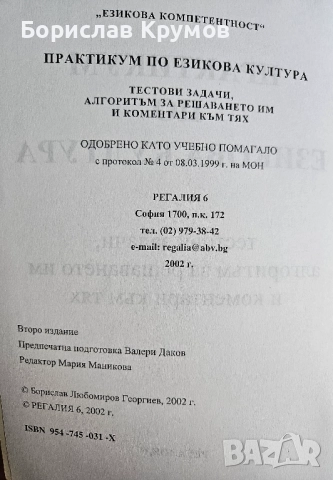 Борислав Крумов
„ЕЗИКОВА КОМПЕТЕНТНОСТ"
ПРАКТИКУМ ПО ЕЗИКОВА КУЛТУРА
ТЕСТОВИ ЗАДАЧИ,
АЛГОРИТЪМ ЗА РЕШАВАНЕТО ИМ
И КОМЕНТАРИ КЪМ ТЯХ
ОДОБРЕНО КАТО УЧЕБНО ПОМАГАЛО
с протокол № 4 от 08.03.1999 г. на МОН
РЕГАЛИЯ 6
София 1700, п.к. 172
тел. (02) 979-38-42
e-mail: regalia@abv.bg
2002 г.
Второ издание
Предпечатна подготовка Валери Даков
Редактор Мария Маникова
© Борислав Любомиров Георгиев, 2002 г.
© РЕГАЛИЯ 6, 2002 г.
ISBN 954-745-031-X
BAZAR